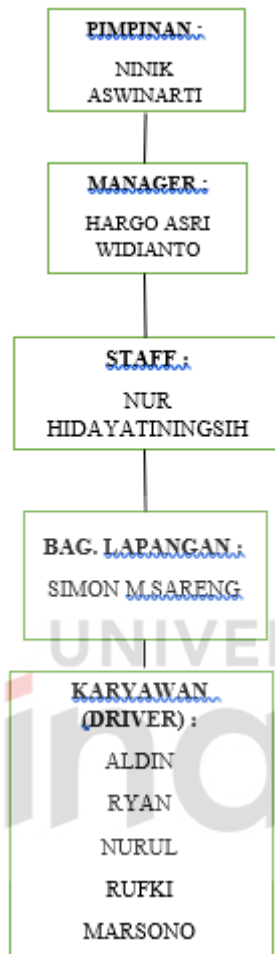 PIMPINAN :
NINIK
ASWINARTI
MANAGER :
HARGO ASRI
WIDIANTO
STAFF :
NUR
HIDAYATININGSIH
BAG. LAPANGAN :
SIMON M.SARENG
UNIVER
KARYAWAN
(DRIVER) :
ALDIN
RYAN
NURUL
RUFKI
MARSONO